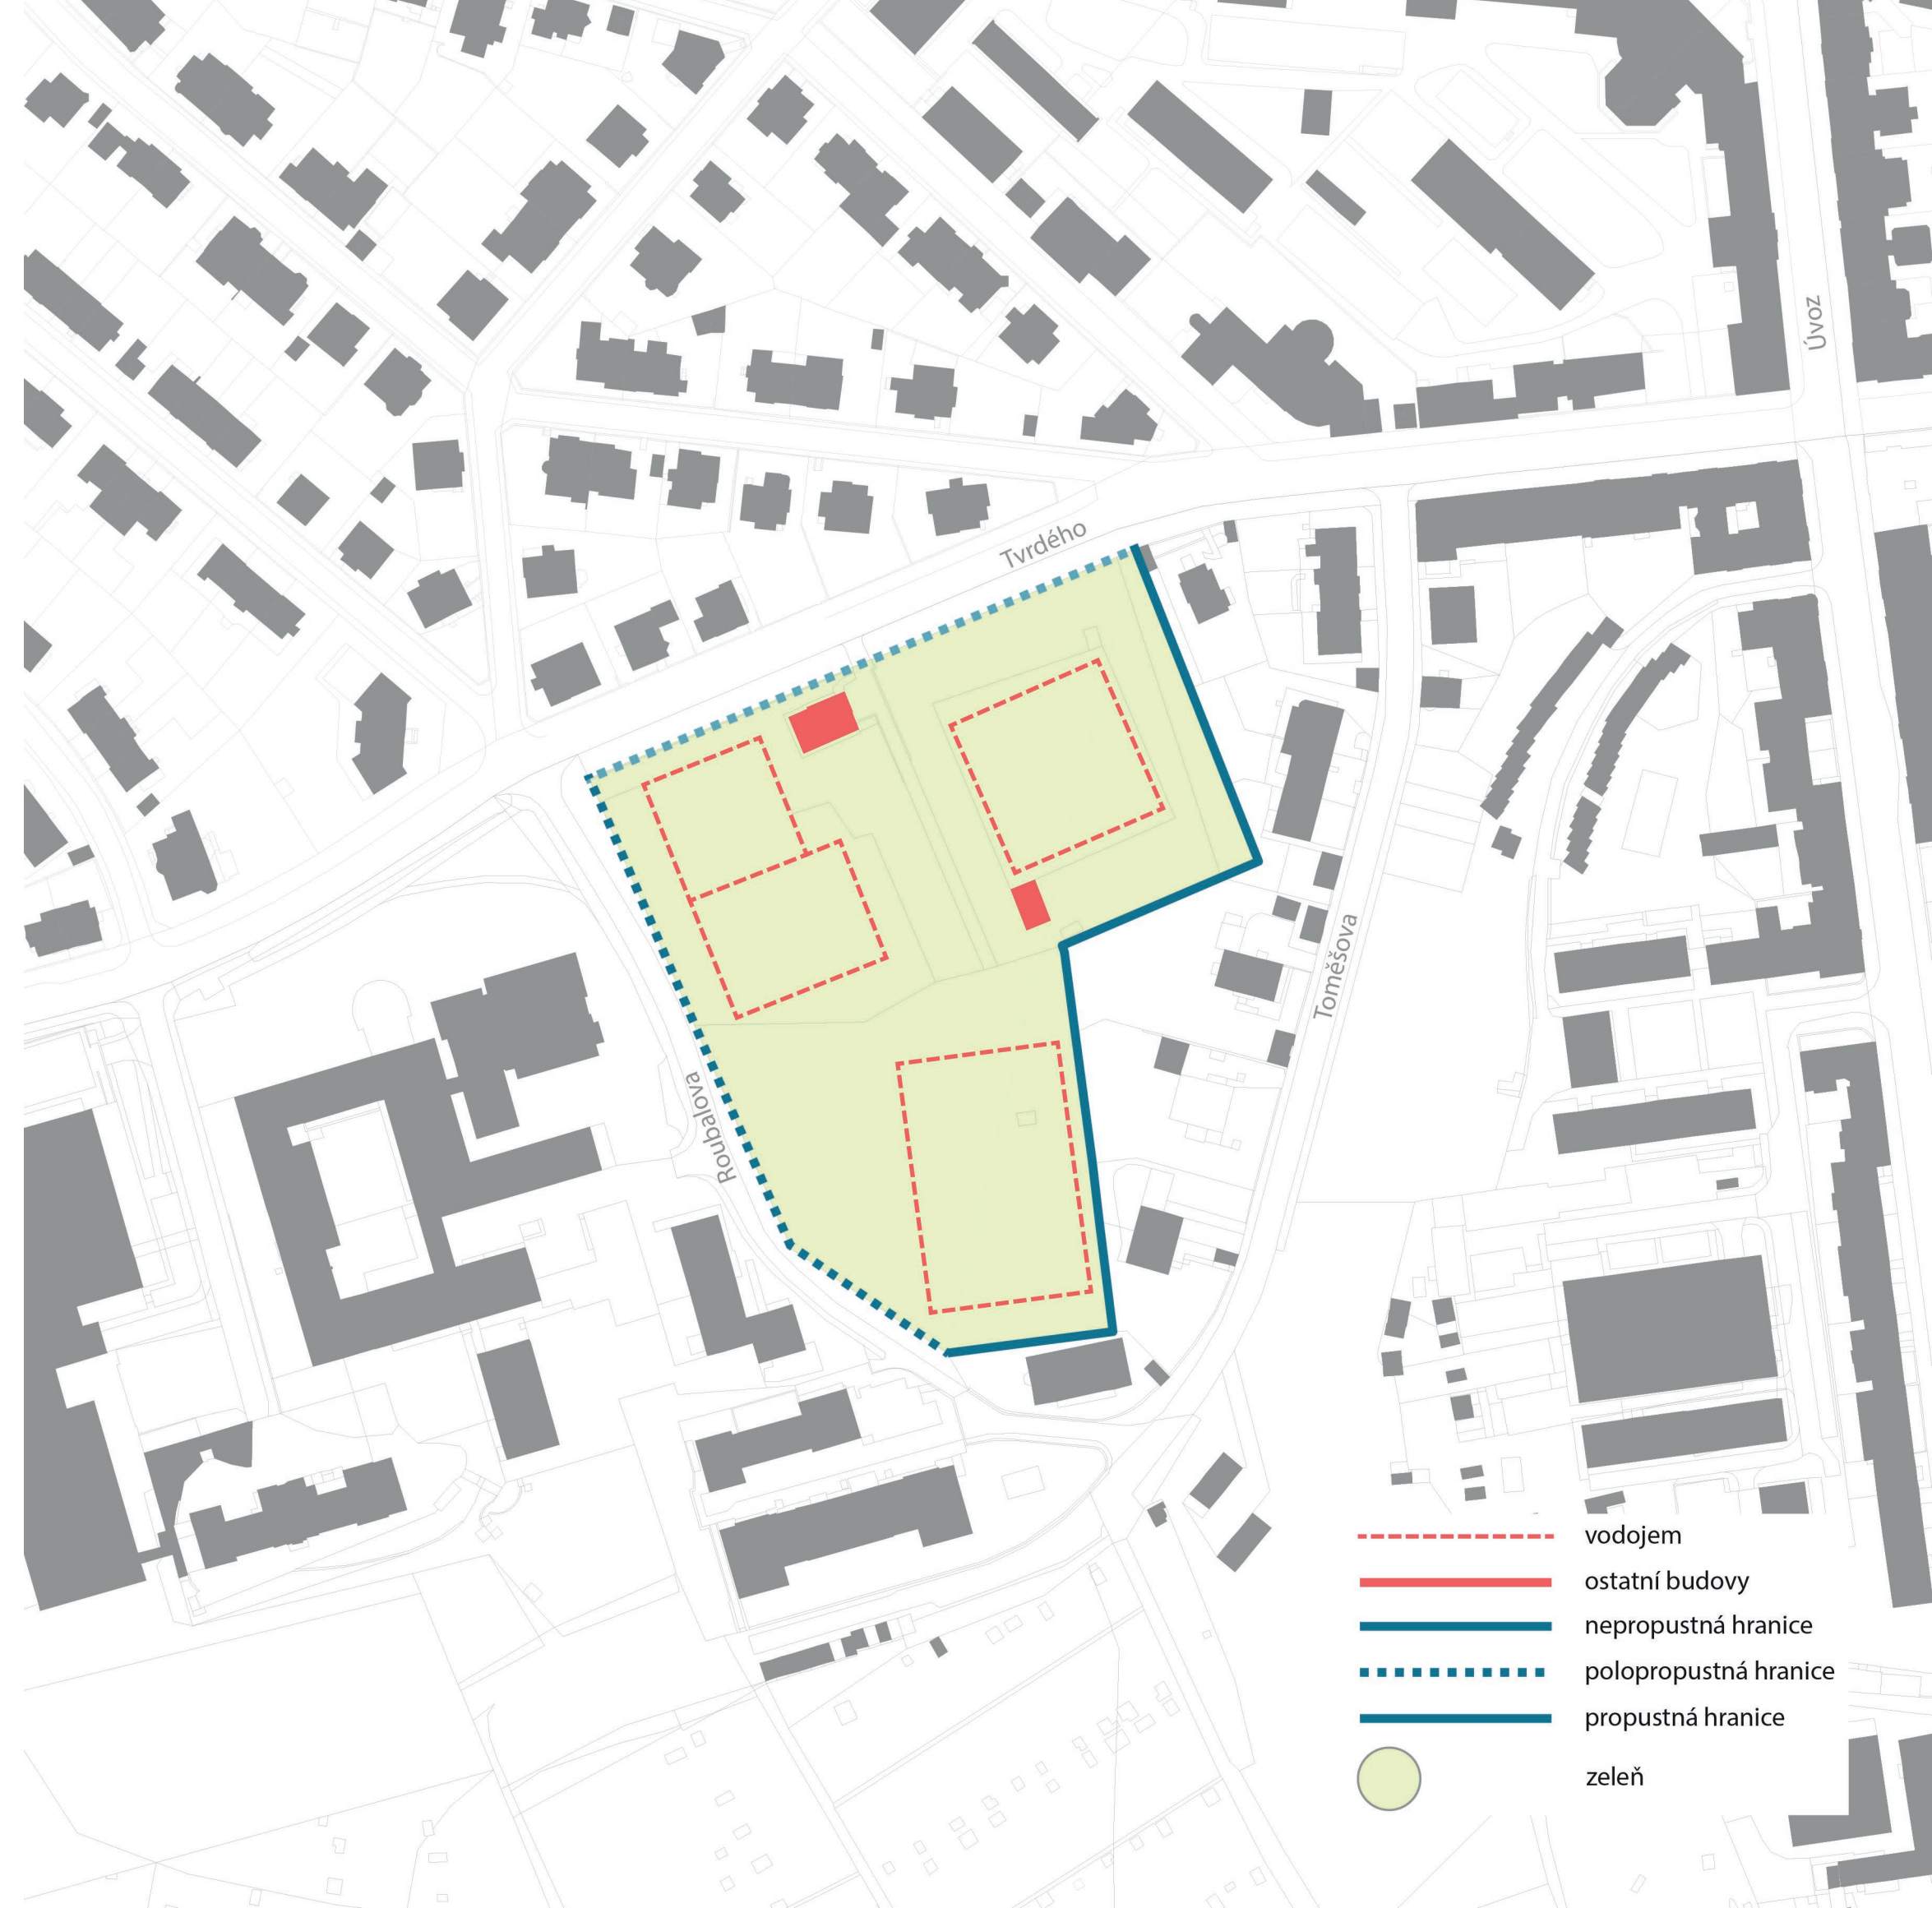 Úvoz
Tvrdého
Toměšova
Roubalova
vodojem
ostatní budovy
nepropustná hranice
polopropustná hranice
propustná hranice
zeleň